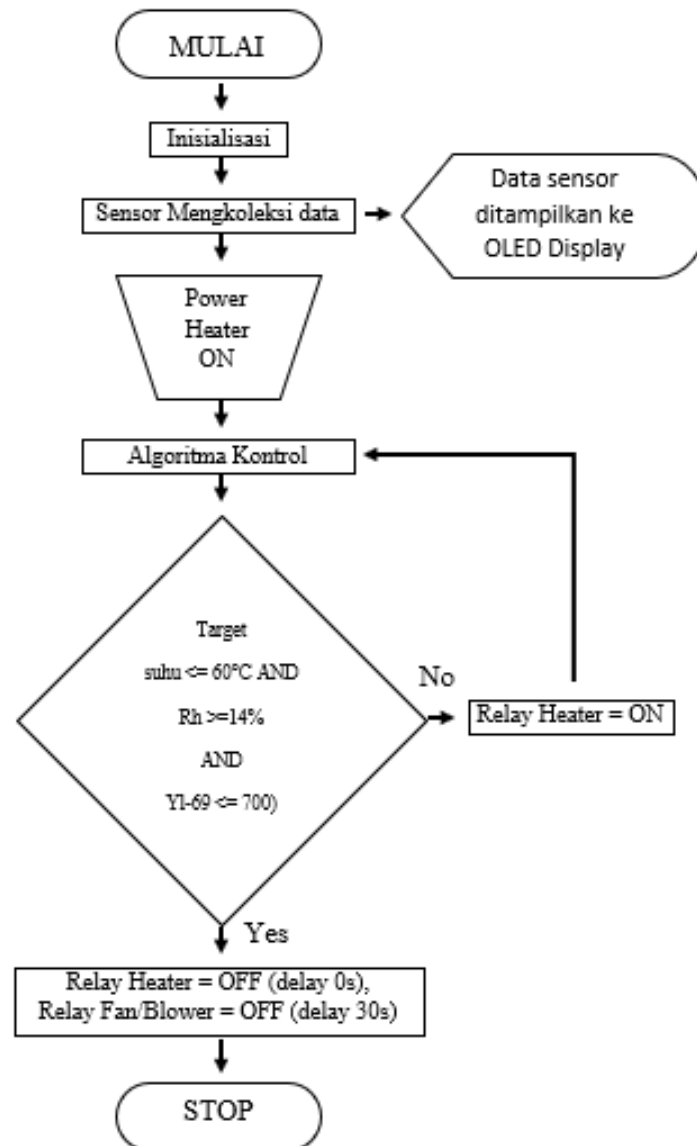 MULAI
Inisialisasi
Sensor Mengkoleksi data
Data sensor
ditampilkan ke
OLED Display
Power
Heater
ON
Algoritma Kontrol
Target
suhu <= 60°C AND
Rh >=14%
AND
Yl-69 <= 700)
No
Relay Heater = ON
Yes
Relay Heater = OFF (delay 0s),
Relay Fan/Blower = OFF (delay 30s)
STOP